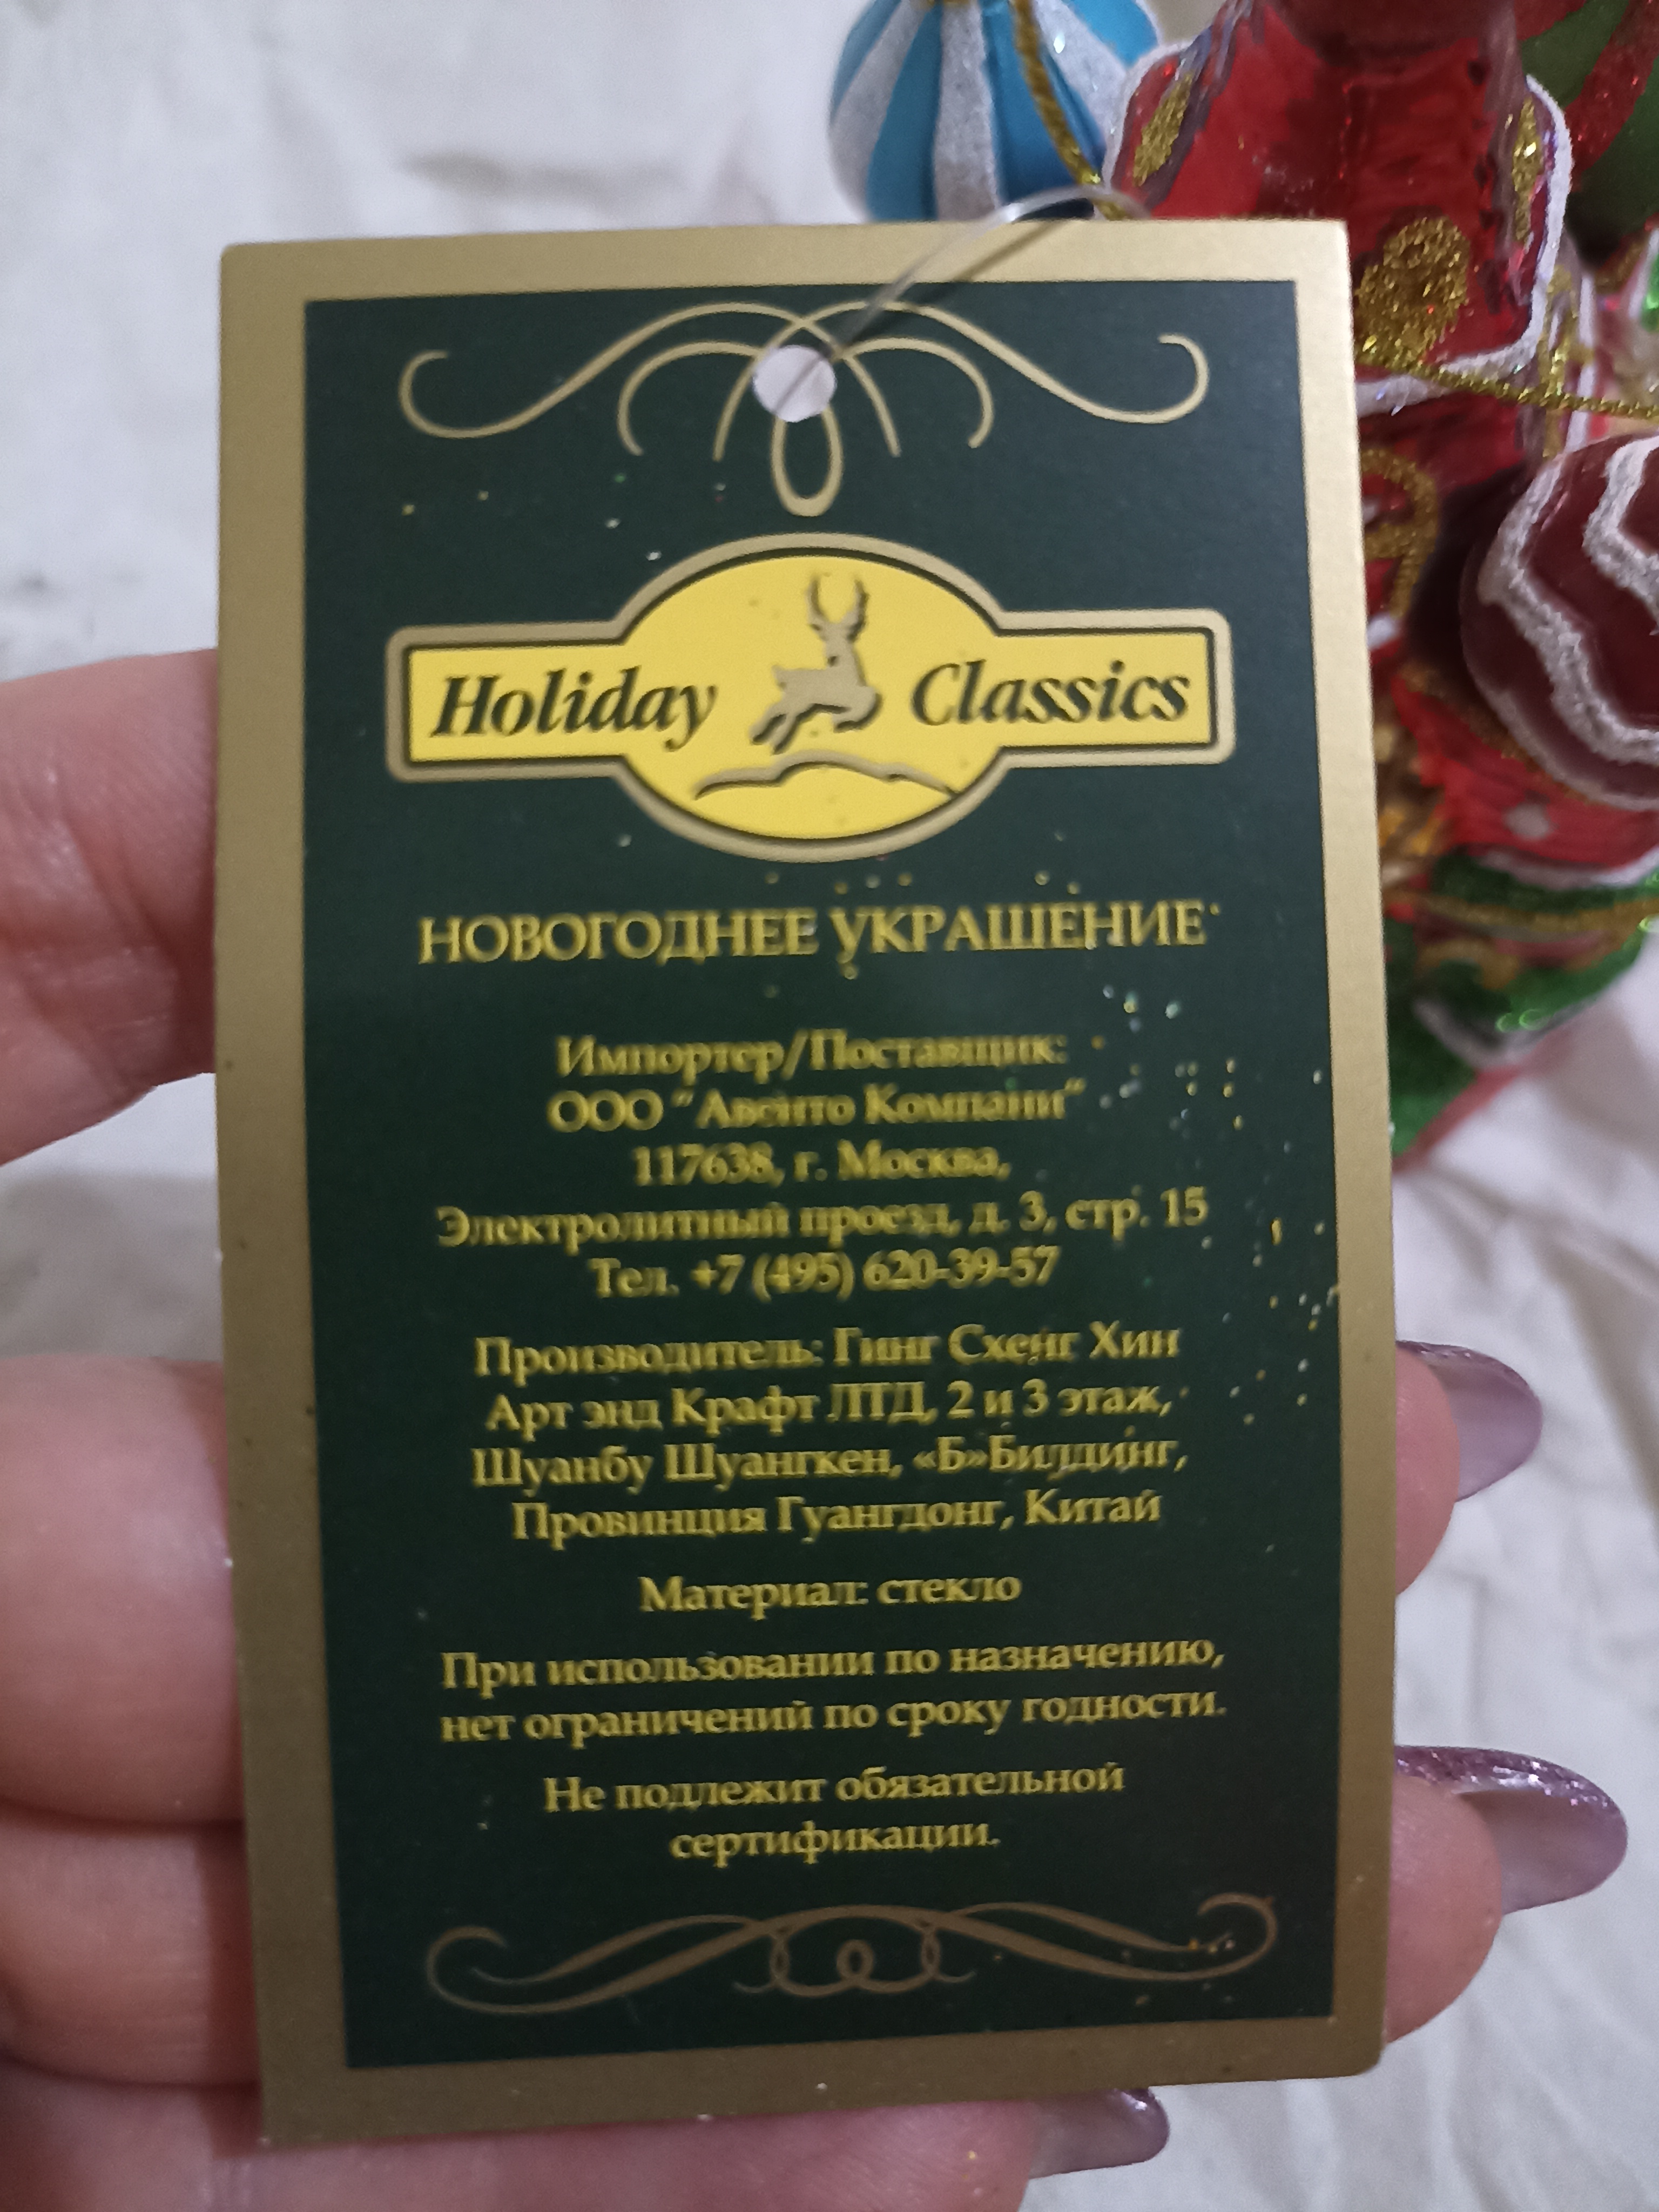 Holiday Classics
НОВОГОДНЕЕ УКРАШЕНИЕ
Импортер/Поставщик:
ООО "Авенто Компани"
117638, г. Москва,
Электролитный проезд, д. 3, стр. 15
Тел. +7 (495) 620-39-57
Производитель: Гинг Схенг Хин
Арт энд Крафт ЛТД, 2 и 3 этаж,
Шуанбу Шуангкен, «Б»Билдинг,
Провинция Гуангдонг, Китай
Материал: стекло
При использовании по назначению,
нет ограничений по сроку годности.
Не подлежит обязательной
сертификации.